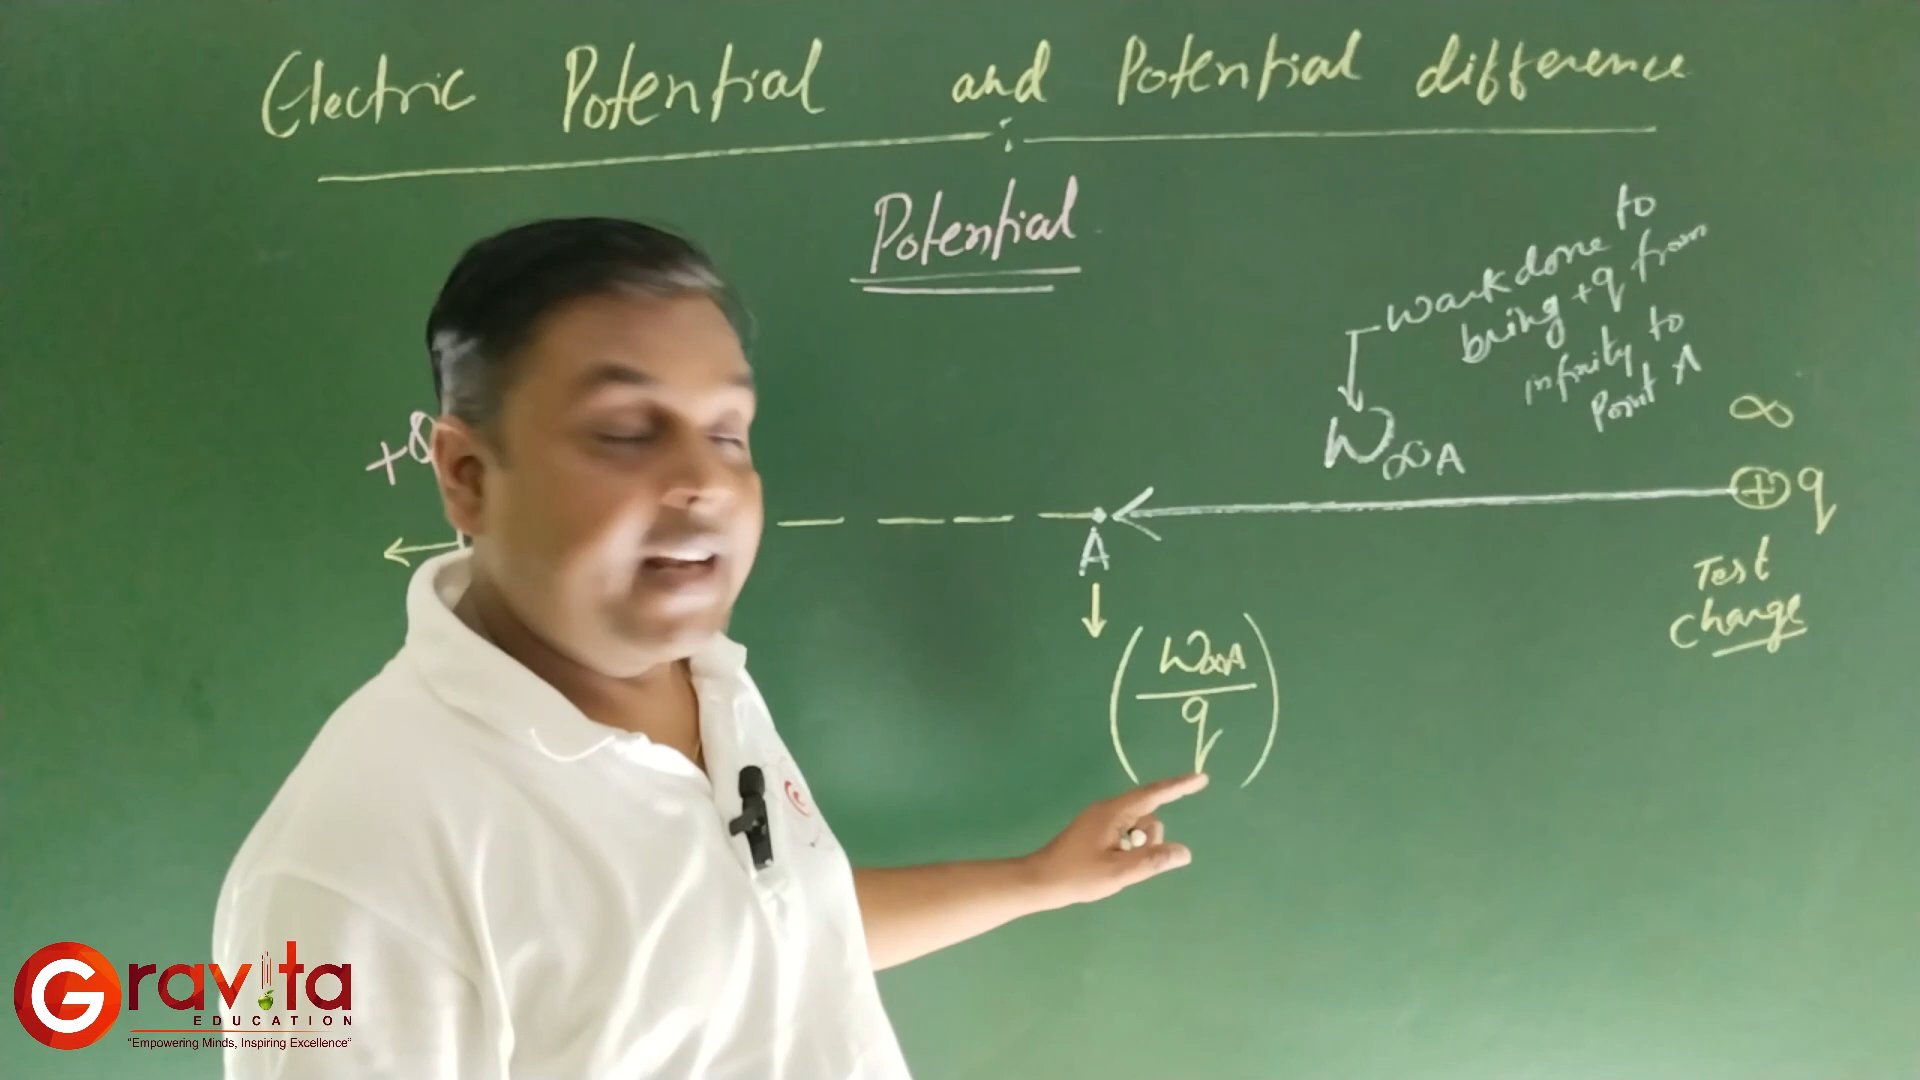 Electric Potential and Potential difference
Potential
work done to
bring +q from
infinity to
Point A
W∞A
∞
+Q
+ q
A
Test
Charge
W∞A
q
Gravita
EDUCATION
"Empowering Minds, Inspiring Excellence"